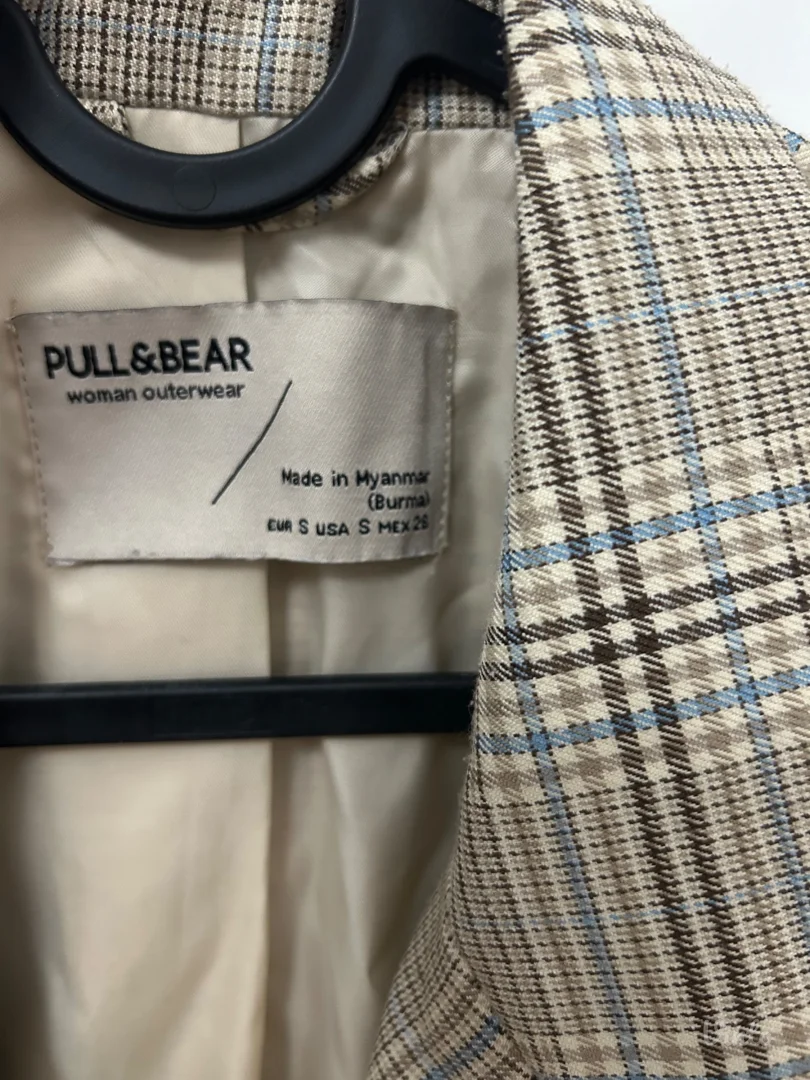 PULL&BEAR
woman outerwear
Made in Myanmar
(Burma)
EUR S USA S MEX 26